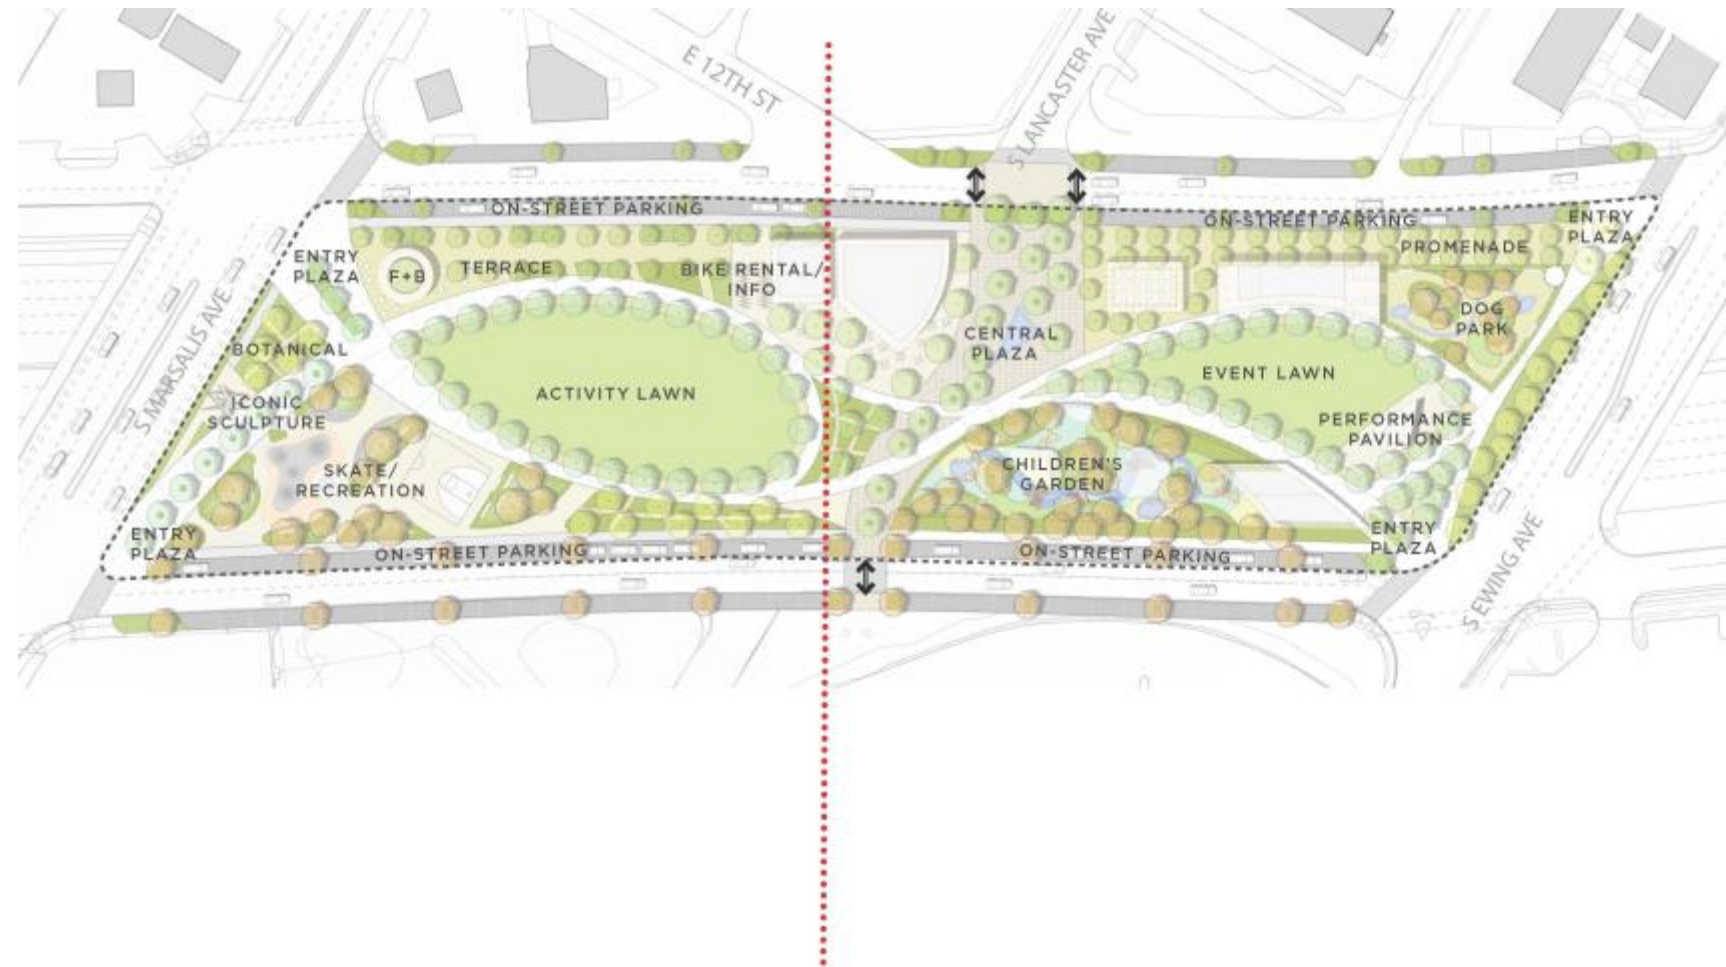 E 12TH ST
S LANCASTER AVE
ON-STREET PARKING
ON-STREET PARKING
ENTRY
PLAZA
PROMENADE
ENTRY
PLAZA
F+B
TERRACE
BIKE RENTAL/
INFO
DOG
PARK
S MARSALIS AVE
BOTANICAL
CENTRAL
PLAZA
ACTIVITY LAWN
EVENT LAWN
ICONIC
SCULPTURE
PERFORMANCE
PAVILION
SKATE/
RECREATION
CHILDREN'S
GARDEN
ENTRY
PLAZA
ENTRY
PLAZA
ON-STREET PARKING
ON-STREET PARKING
S EWING AVE